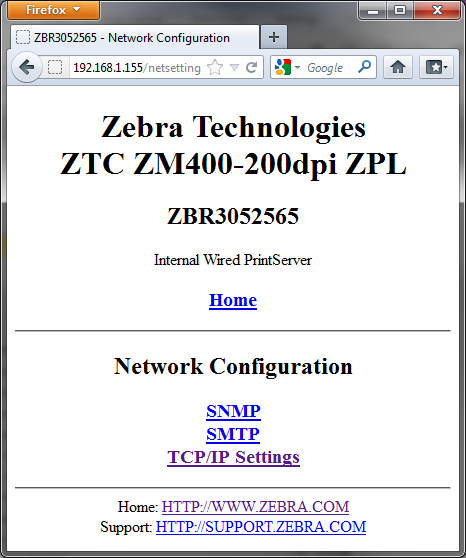 Firefox
ZBR3052565 - Network Configuration
192.168.1.155/netsetting
Google
Zebra Technologies
ZTC ZM400-200dpi ZPL
ZBR3052565
Internal Wired PrintServer
Home
Network Configuration
SNMP
SMTP
TCP/IP Settings
Home: HTTP://WWW.ZEBRA.COM
Support: HTTP://SUPPORT.ZEBRA.COM